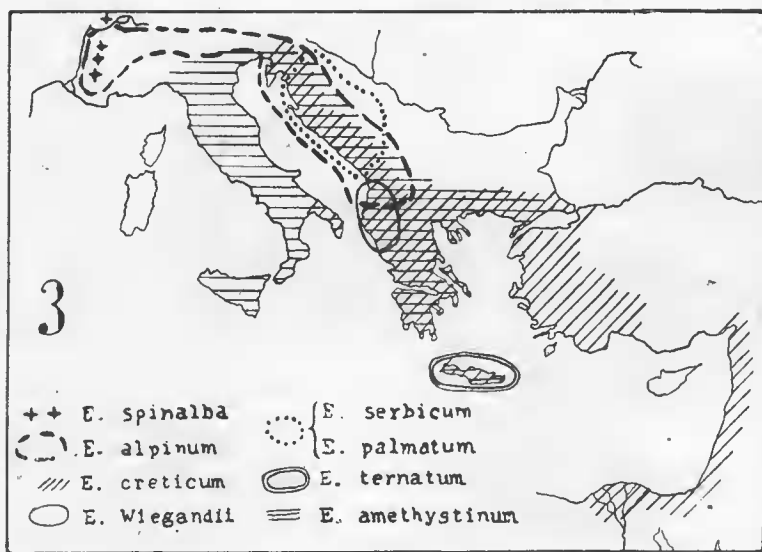 3
E. spinalba
E. alpinum
E. creticum
E. Wiegandii
E. serbicum
E. palmatum
E. ternatum
E. amethystinum